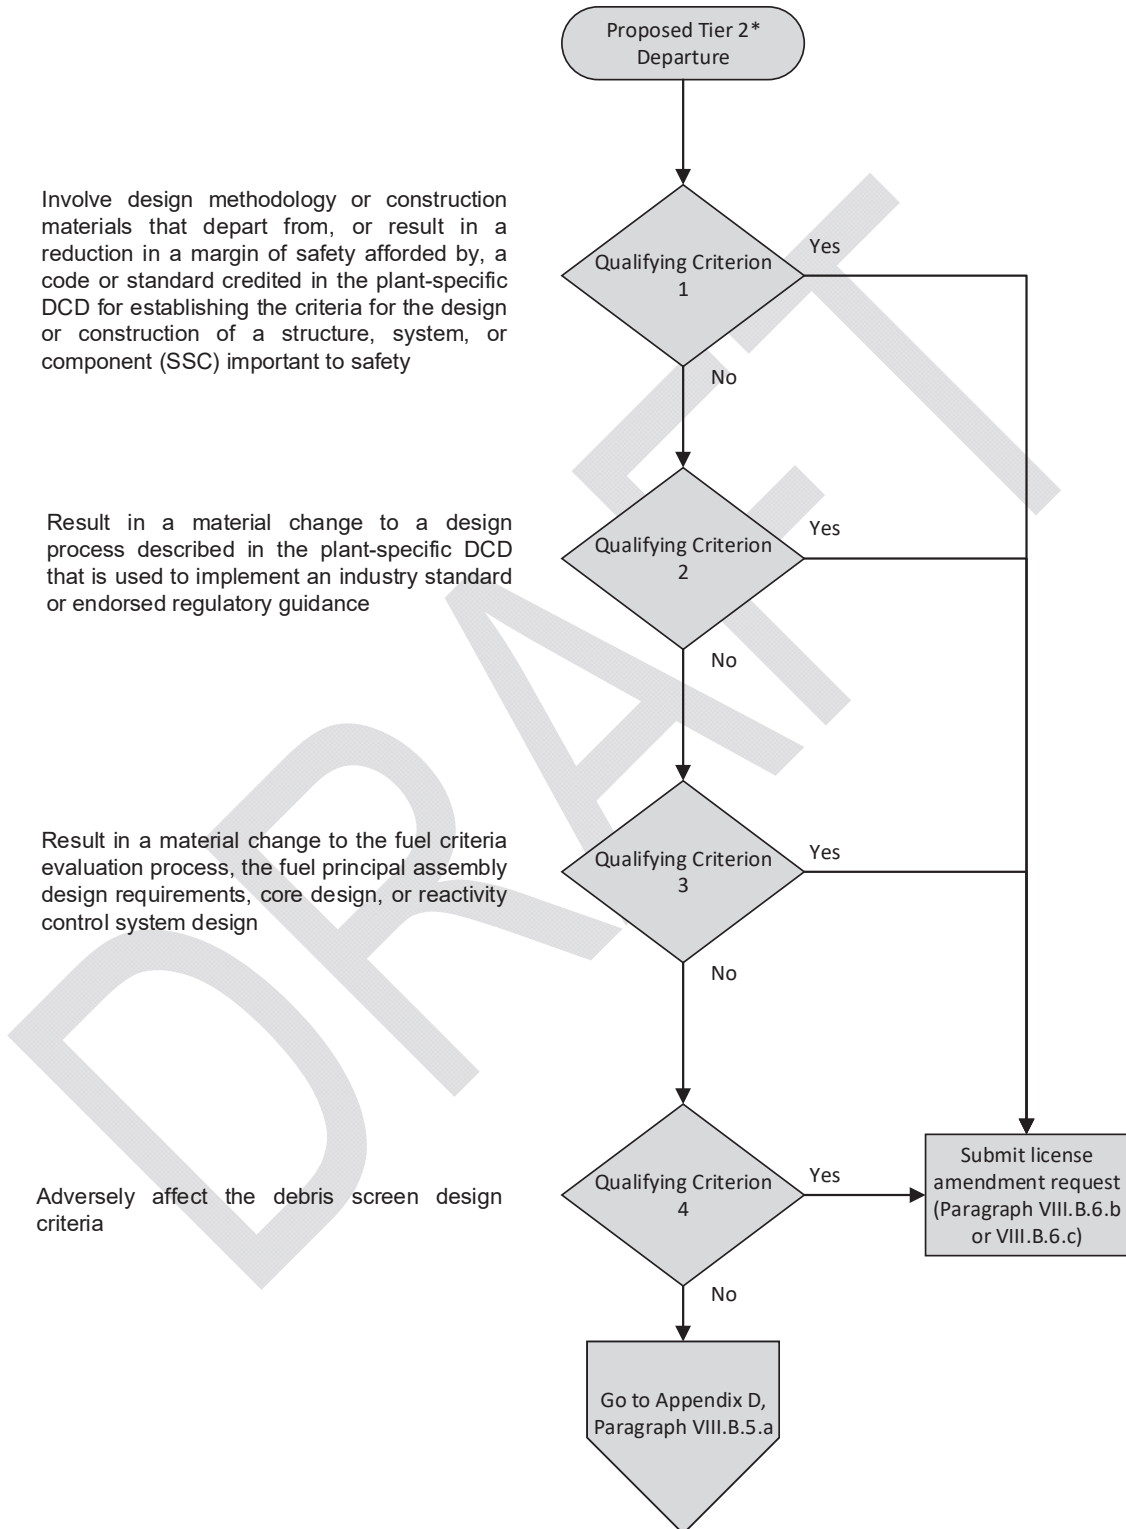 Proposed Tier 2*
Departure
Involve design methodology or construction
materials that depart from, or result in a
reduction in a margin of safety afforded by, a
code or standard credited in the plant-specific
DCD for establishing the criteria for the design
or construction of a structure, system, or
component (SSC) important to safety
Qualifying Criterion
1
Yes
No
Result in a material change to a design
process described in the plant-specific DCD
that is used to implement an industry standard
or endorsed regulatory guidance
Qualifying Criterion
2
Yes
No
Result in a material change to the fuel criteria
evaluation process, the fuel principal assembly
design requirements, core design, or reactivity
control system design
Qualifying Criterion
3
Yes
No
Adversely affect the debris screen design
criteria
Qualifying Criterion
4
Yes
Submit license
amendment request
(Paragraph VIII.B.6.b
or VIII.B.6.c)
No
Go to Appendix D,
Paragraph VIII.B.5.a
DRAFT